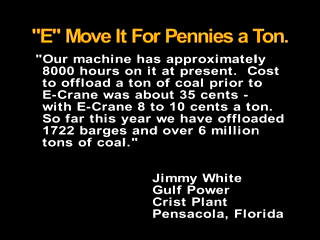 "E" Move It For Pennies a Ton.
"Our machine has approximately
8000 hours on it at present.  Cost
to offload a ton of coal prior to
E-Crane was about 35 cents -
with E-Crane 8 to 10 cents a ton.
So far this year we have offloaded
1722 barges and over 6 million
tons of coal."
Jimmy White
Gulf Power
Crist Plant
Pensacola, Florida